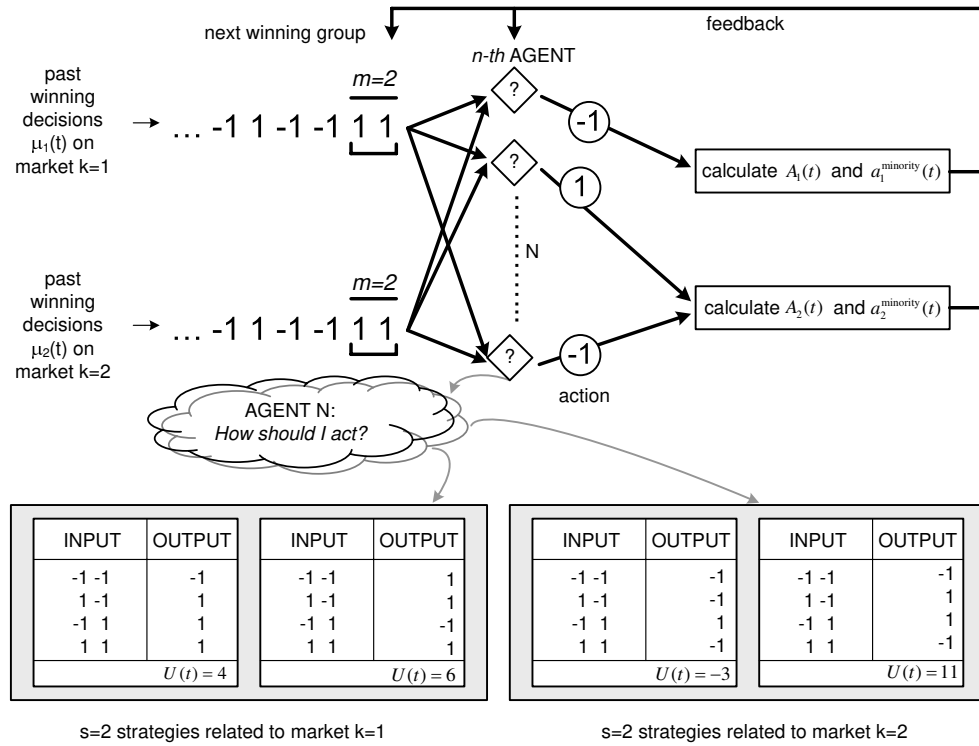 next winning group
feedback
n-th AGENT
past
winning
decisions
μ₁(t) on
market k=1
m=2
... -1 1 -1 -1 1 1
?
-1
calculate A₁(t) and a₁^minority(t)
?
1
N
past
winning
decisions
μ₂(t) on
market k=2
m=2
... -1 1 -1 -1 1 1
?
-1
calculate A₂(t) and a₂^minority(t)
action
AGENT N:
How should I act?
INPUT OUTPUT
-1 -1 -1
1 -1 1
-1 1 1
1 1 1
U(t) = 4
INPUT OUTPUT
-1 -1 1
1 -1 1
-1 1 -1
1 1 1
U(t) = 6
INPUT OUTPUT
-1 -1 -1
1 -1 -1
-1 1 1
1 1 -1
U(t) = -3
INPUT OUTPUT
-1 -1 -1
1 -1 1
-1 1 1
1 1 -1
U(t) = 11
s=2 strategies related to market k=1
s=2 strategies related to market k=2